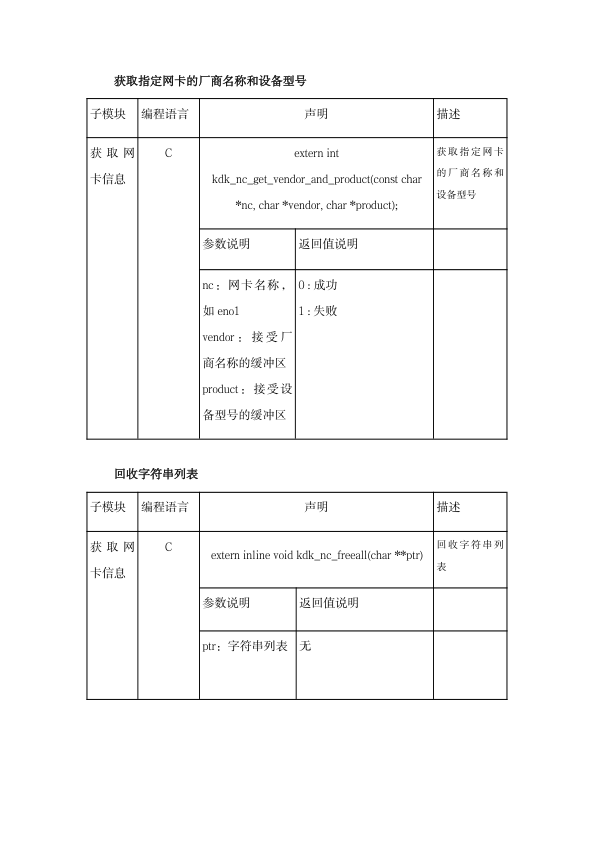 获取指定网卡的厂商名称和设备型号
子模块 编程语言 声明 描述
获取网卡信息
C
extern int
kdk_nc_get_vendor_and_product(const char
*nc, char *vendor, char *product);
获取指定网卡
的厂商名称和
设备型号
参数说明 返回值说明
nc：网卡名称，
如 eno1
vendor：接受厂
商名称的缓冲区
product：接受设
备型号的缓冲区
0 : 成功
1 : 失败
回收字符串列表
子模块 编程语言 声明 描述
获取网
卡信息
C
extern inline void kdk_nc_freeall(char **ptr)
回收字符串列
表
参数说明 返回值说明
ptr：字符串列表 无